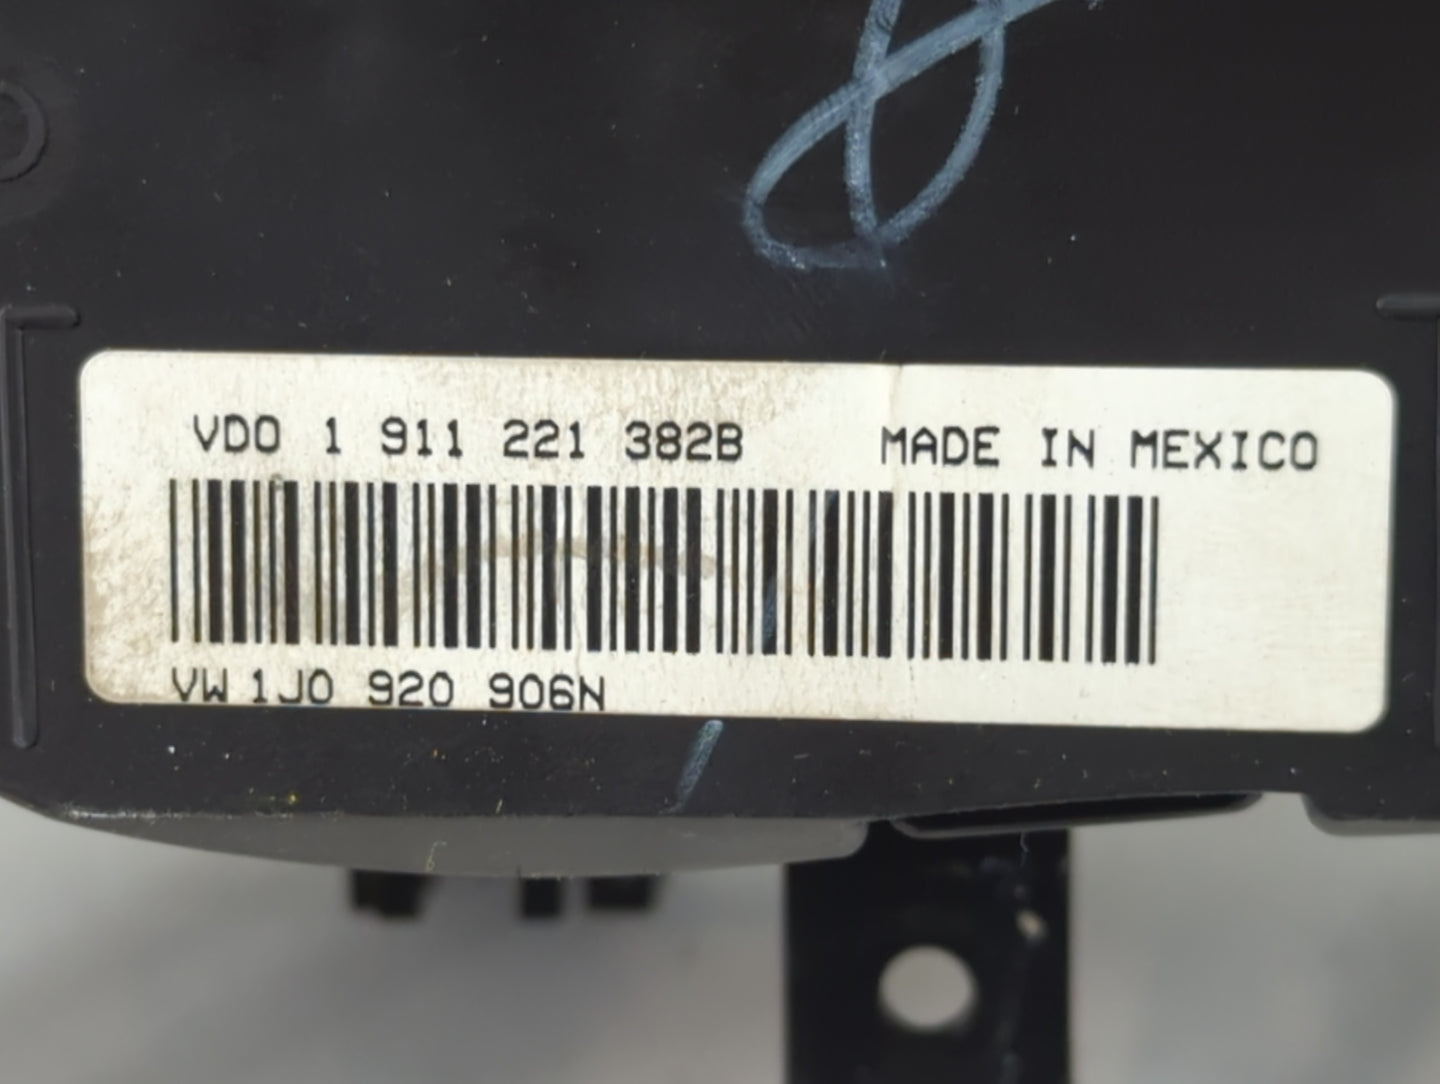 VDO 1 911 221 382B MADE IN MEXICO
VW 1J0 920 906N